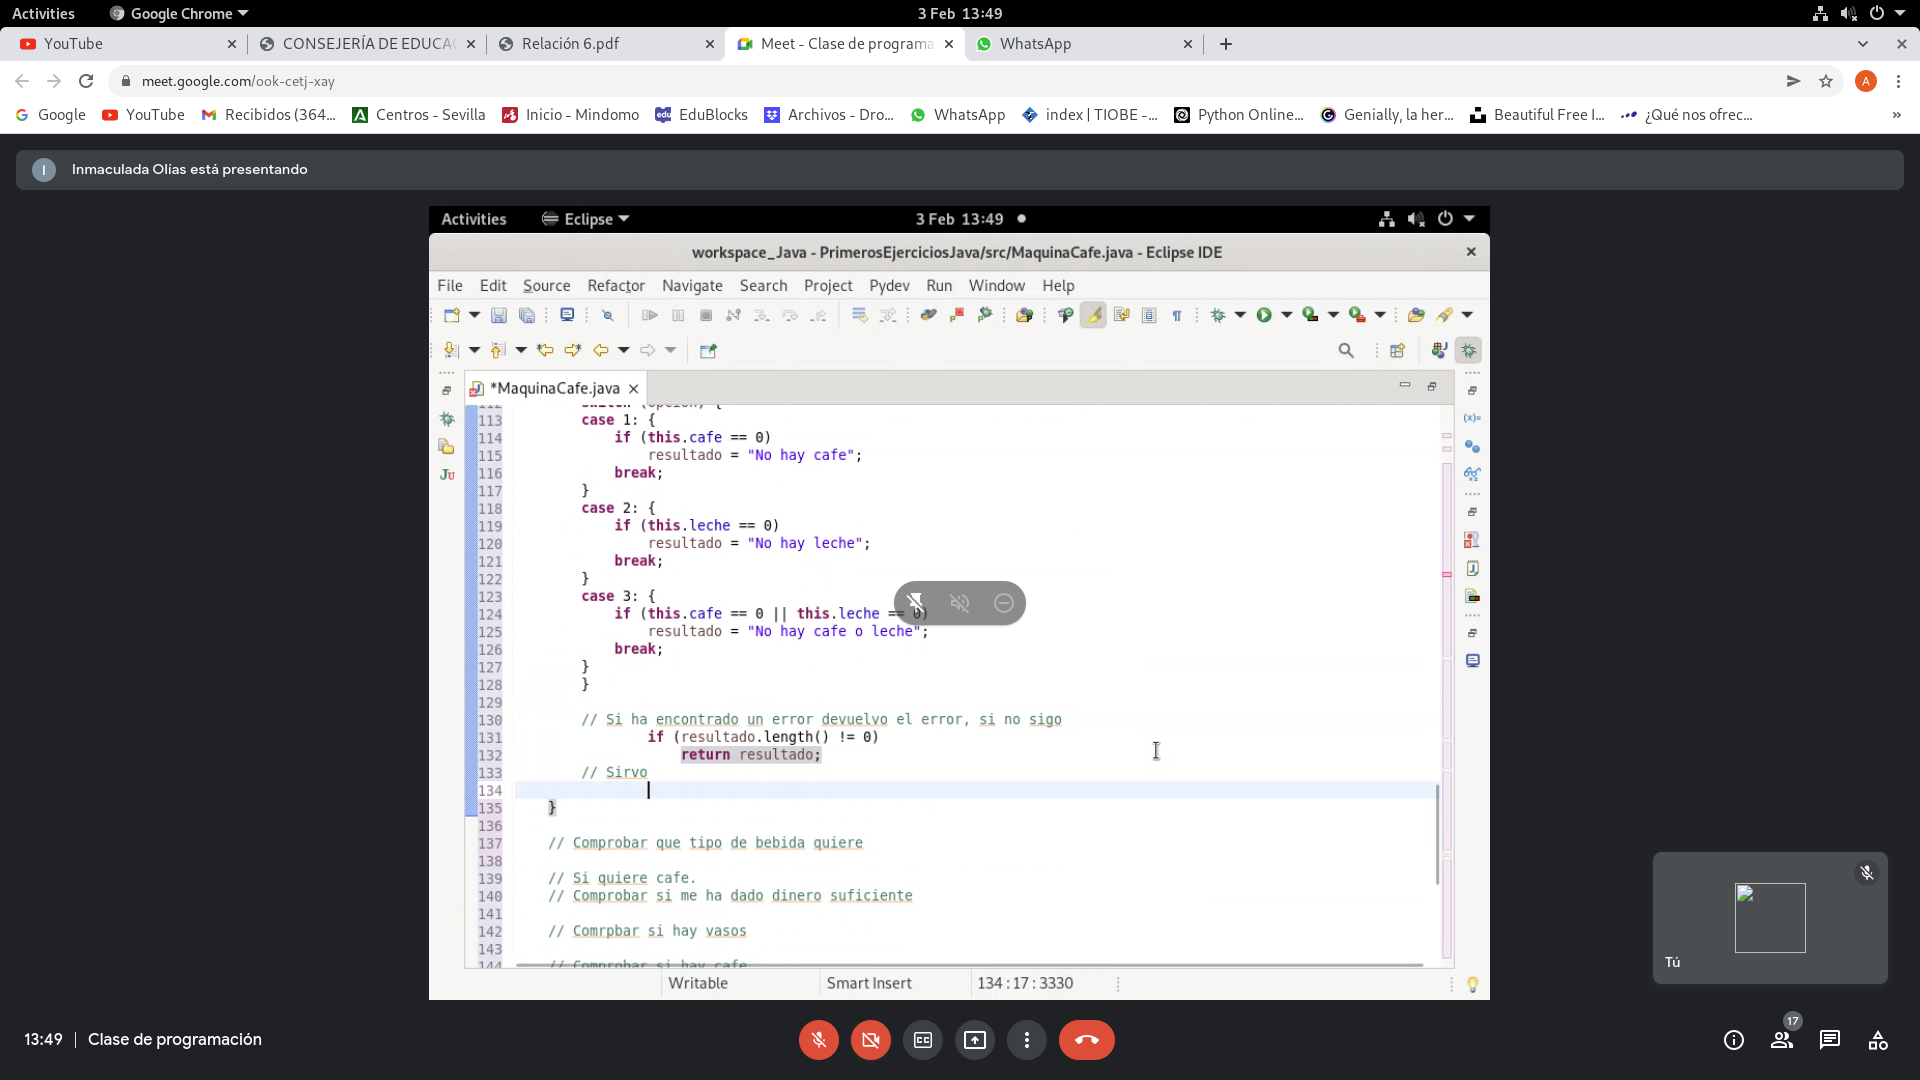 Activities
Google Chrome
3 Feb 13:49
YouTube
CONSEJERÍA DE EDUCA
Relación 6.pdf
Meet - Clase de programa
WhatsApp
meet.google.com/ook-cetj-xay
A
Google
YouTube
Recibidos (364...
Centros - Sevilla
Inicio - Mindomo
EduBlocks
Archivos - Dro...
WhatsApp
index | TIOBE -...
Python Online...
Genially, la her...
Beautiful Free I...
¿Qué nos ofrec...
I
Inmaculada Olías está presentando
Activities
Eclipse
3 Feb 13:49
workspace_Java - PrimerosEjerciciosJava/src/MaquinaCafe.java - Eclipse IDE
File Edit Source Refactor Navigate Search Project Pydev Run Window Help
*MaquinaCafe.java
112 switch (opcion) {
113 case 1: {
114 if (this.cafe == 0)
115 resultado = "No hay cafe";
116 break;
117 }
118 case 2: {
119 if (this.leche == 0)
120 resultado = "No hay leche";
121 break;
122 }
123 case 3: {
124 if (this.cafe == 0 || this.leche == 0)
125 resultado = "No hay cafe o leche";
126 break;
127 }
128 }
129
130 // Si ha encontrado un error devuelvo el error, si no sigo
131 if (resultado.length() != 0)
132 return resultado;
133 // Sirvo
134
135 }
136
137 // Comprobar que tipo de bebida quiere
138
139 // Si quiere cafe.
140 // Comprobar si me ha dado dinero suficiente
141
142 // Comrpbar si hay vasos
143
144 // Comprobar si hay cafe
Writable
Smart Insert
134 : 17 : 3330
Tú
13:49
Clase de programación
17